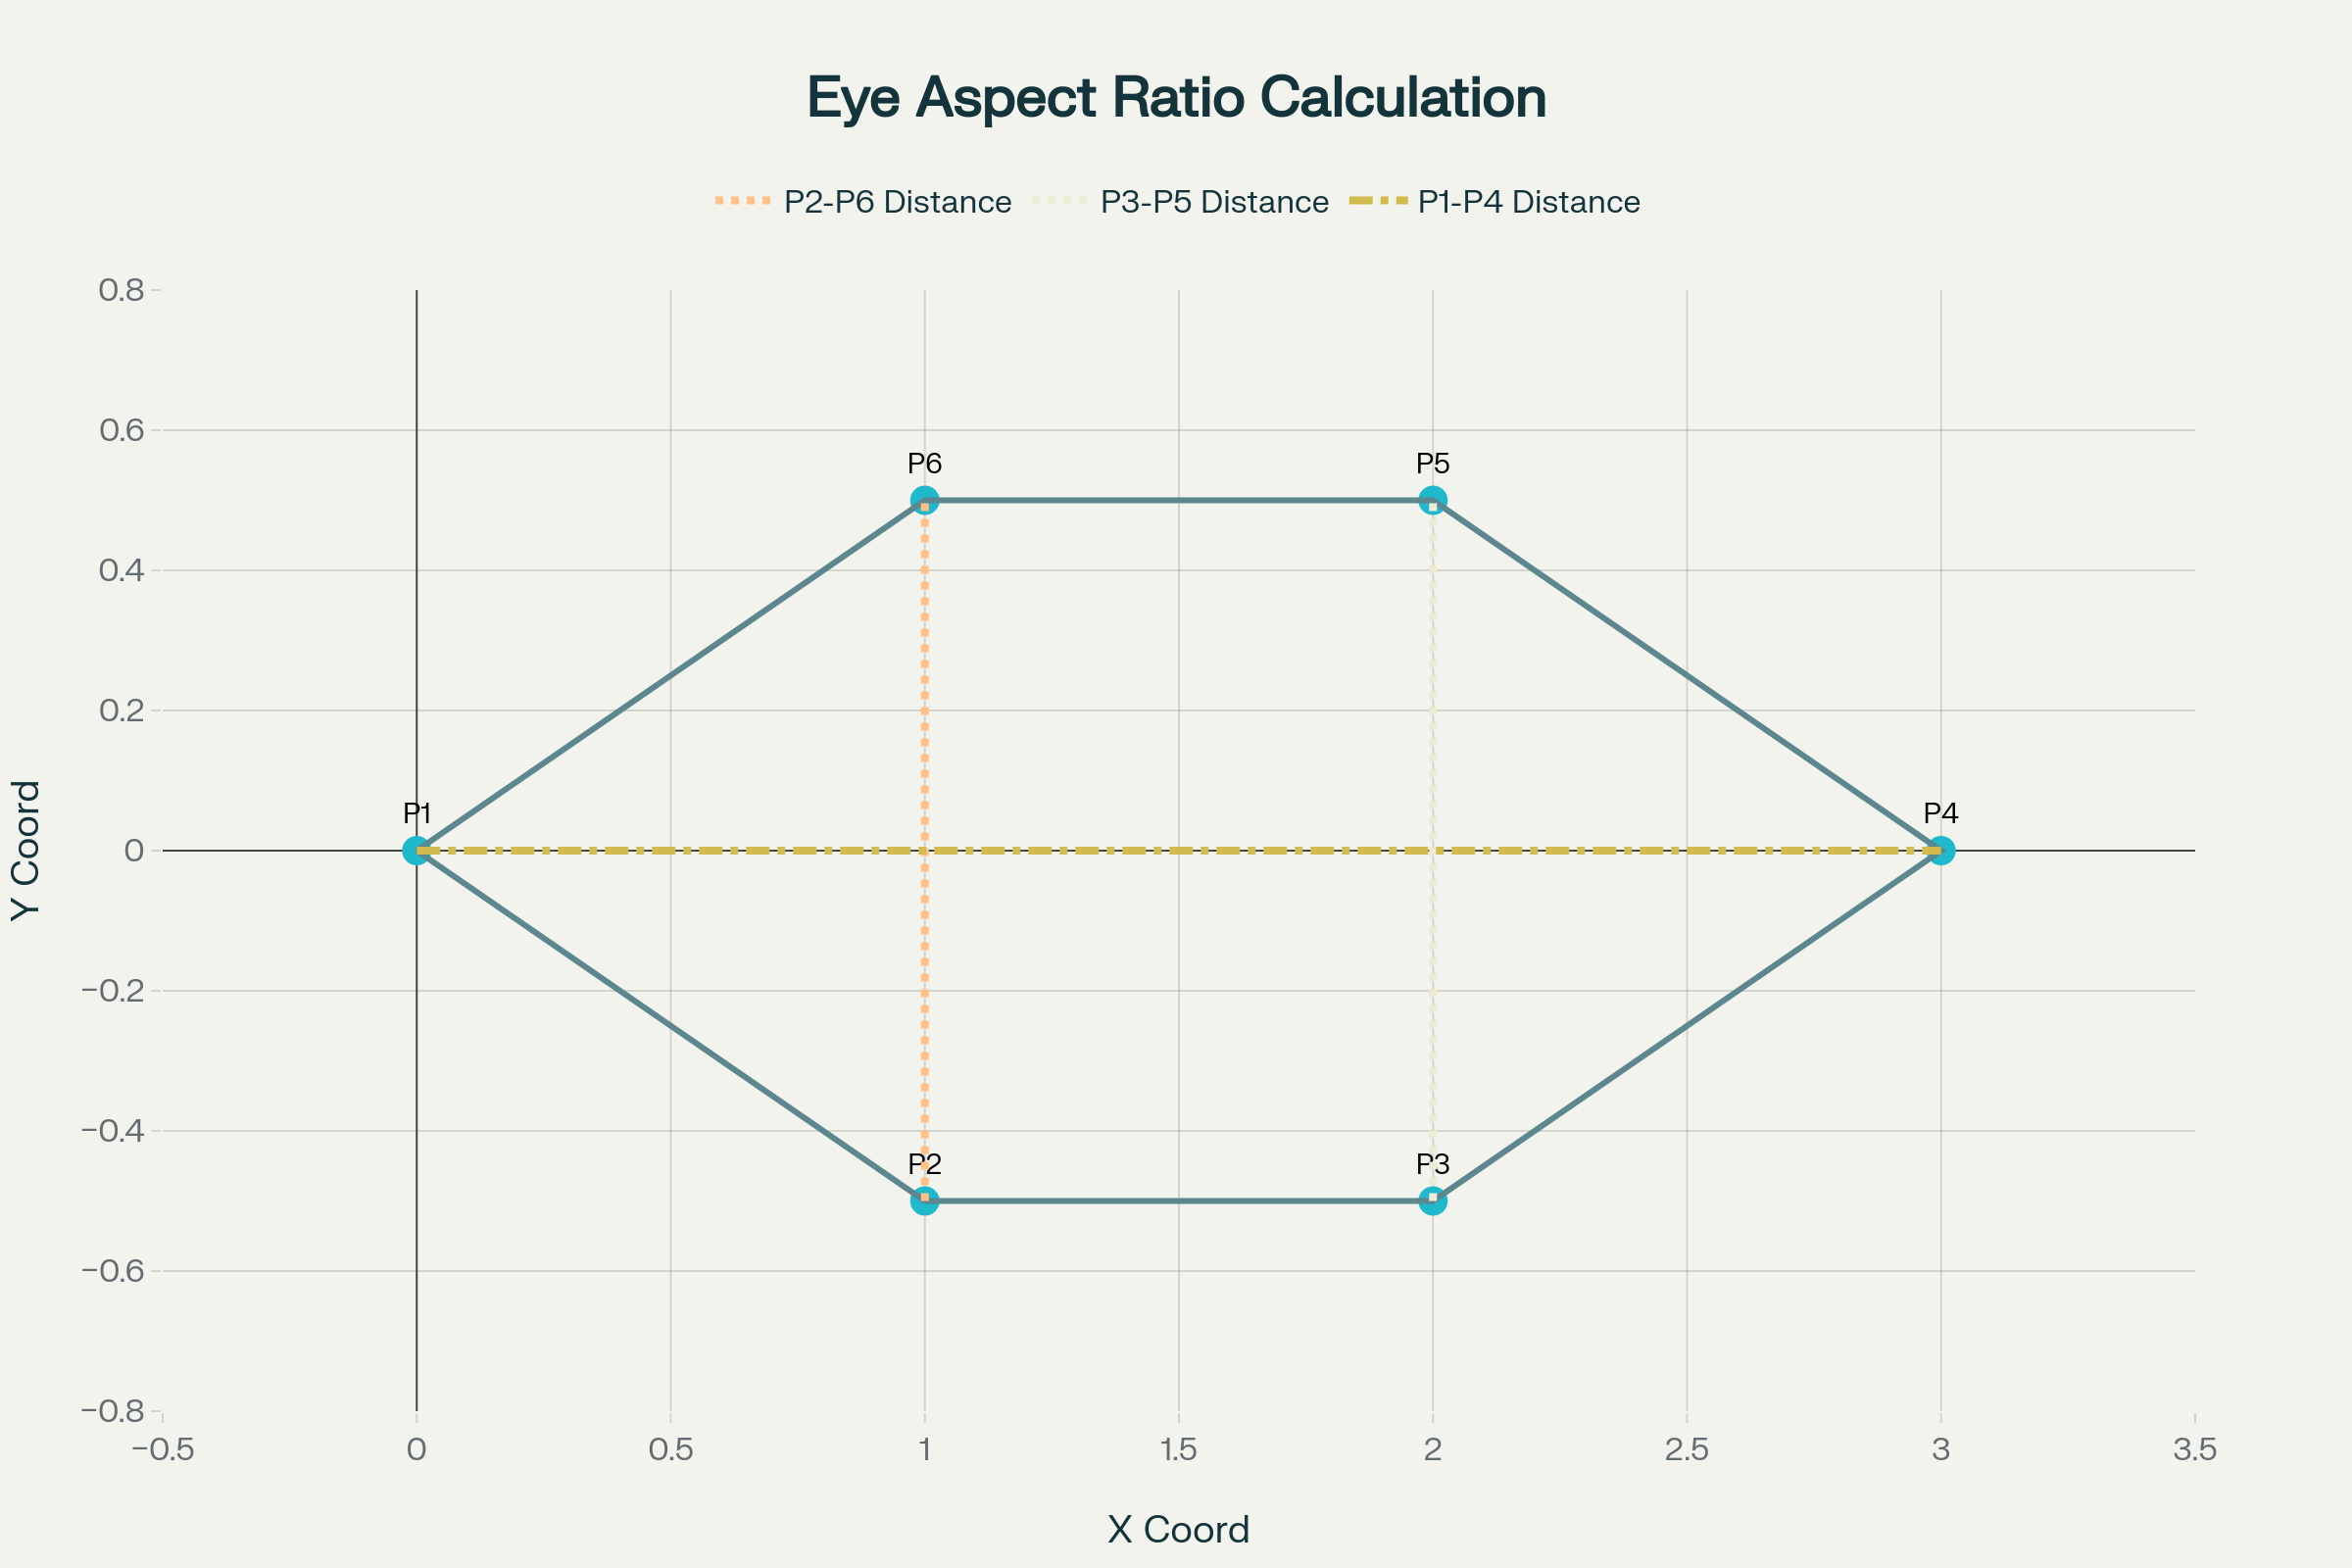 Eye Aspect Ratio Calculation
P2-P6 Distance P3-P5 Distance P1-P4 Distance
0.8
0.6
P6 P5
0.4
0.2
P1 P4
0
Y Coord
−0.2
−0.4
P2 P3
−0.6
−0.8
−0.5 0 0.5 1 1.5 2 2.5 3 3.5
X Coord